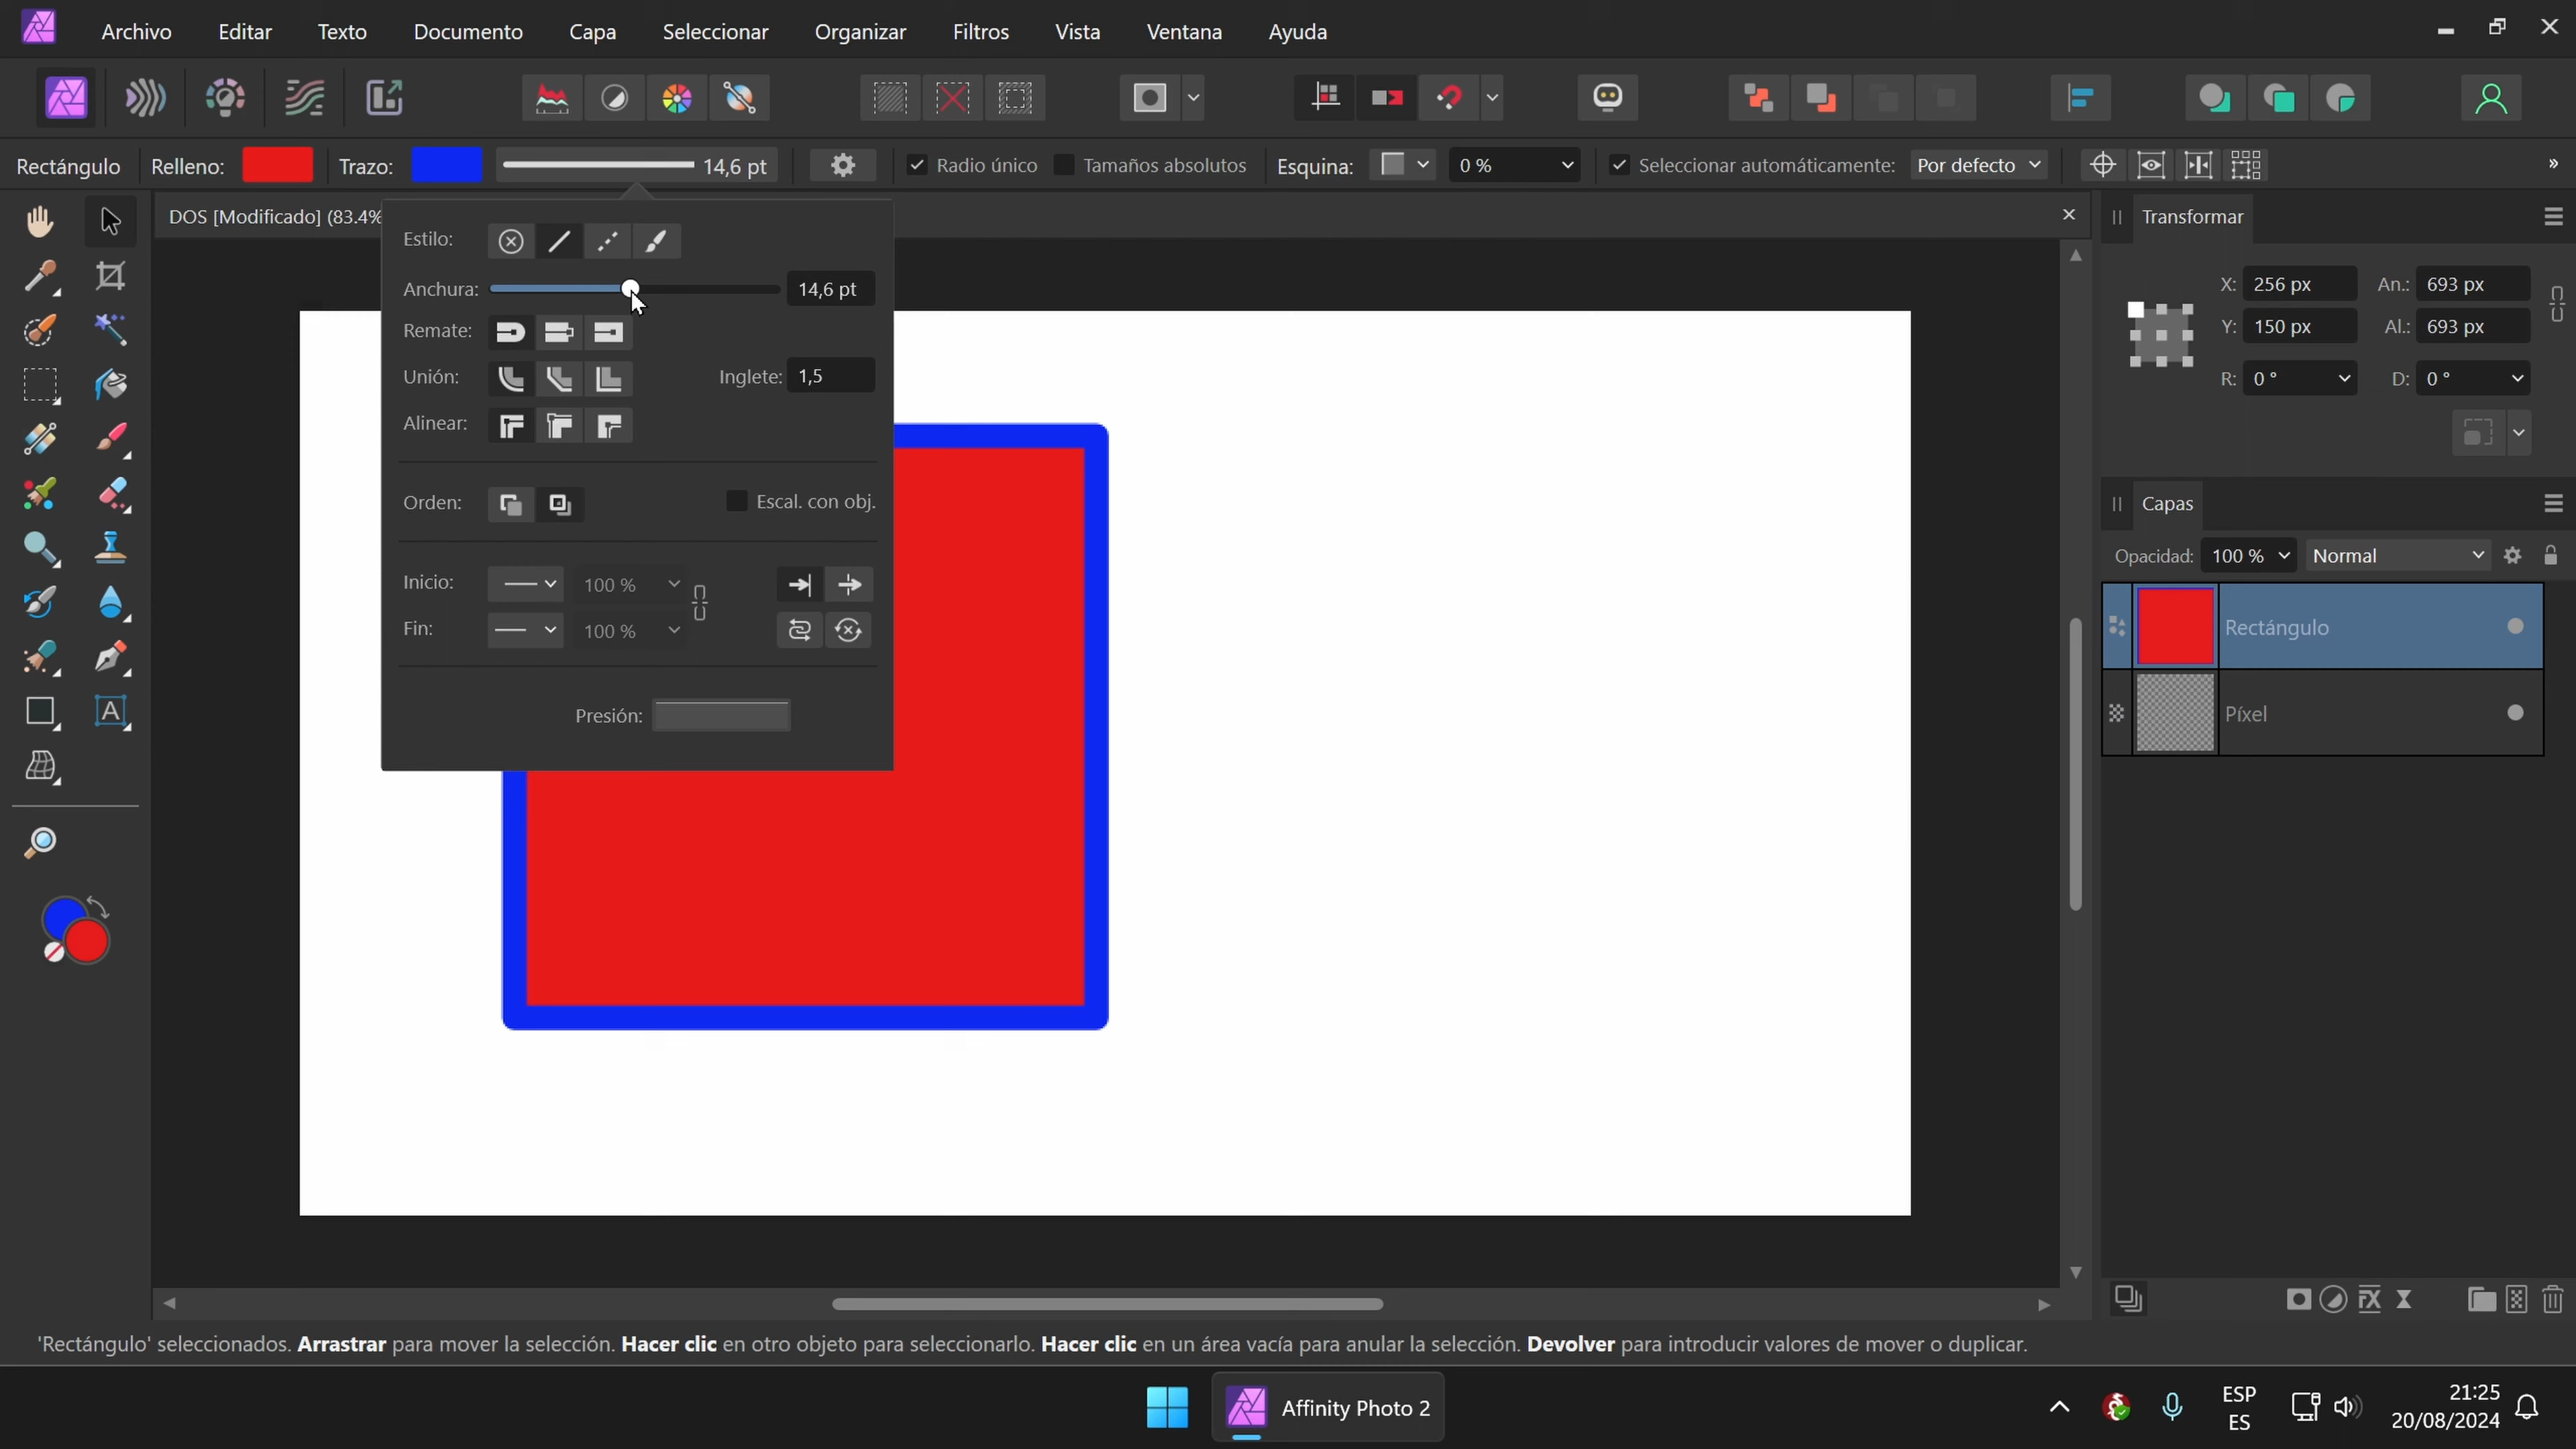 Archivo Editar Texto Documento Capa Seleccionar Organizar Filtros Vista Ventana Ayuda
Rectángulo Relleno: Trazo: 14,6 pt Radio único Tamaños absolutos Esquina: 0 % Seleccionar automáticamente: Por defecto
DOS [Modificado] (83.4%
Transformar
Estilo:
Anchura: 14,6 pt
Remate:
Unión: Inglete: 1,5
Alinear:
Orden: Escal. con obj.
Inicio: 100 %
Fin: 100 %
Presión:
X: 256 px An.: 693 px
Y: 150 px Al.: 693 px
R: 0 ° D: 0 °
Capas
Opacidad: 100 % Normal
Rectángulo
Píxel
'Rectángulo' seleccionados. Arrastrar para mover la selección. Hacer clic en otro objeto para seleccionarlo. Hacer clic en un área vacía para anular la selección. Devolver para introducir valores de mover o duplicar.
Affinity Photo 2
ESP
ES
21:25
20/08/2024